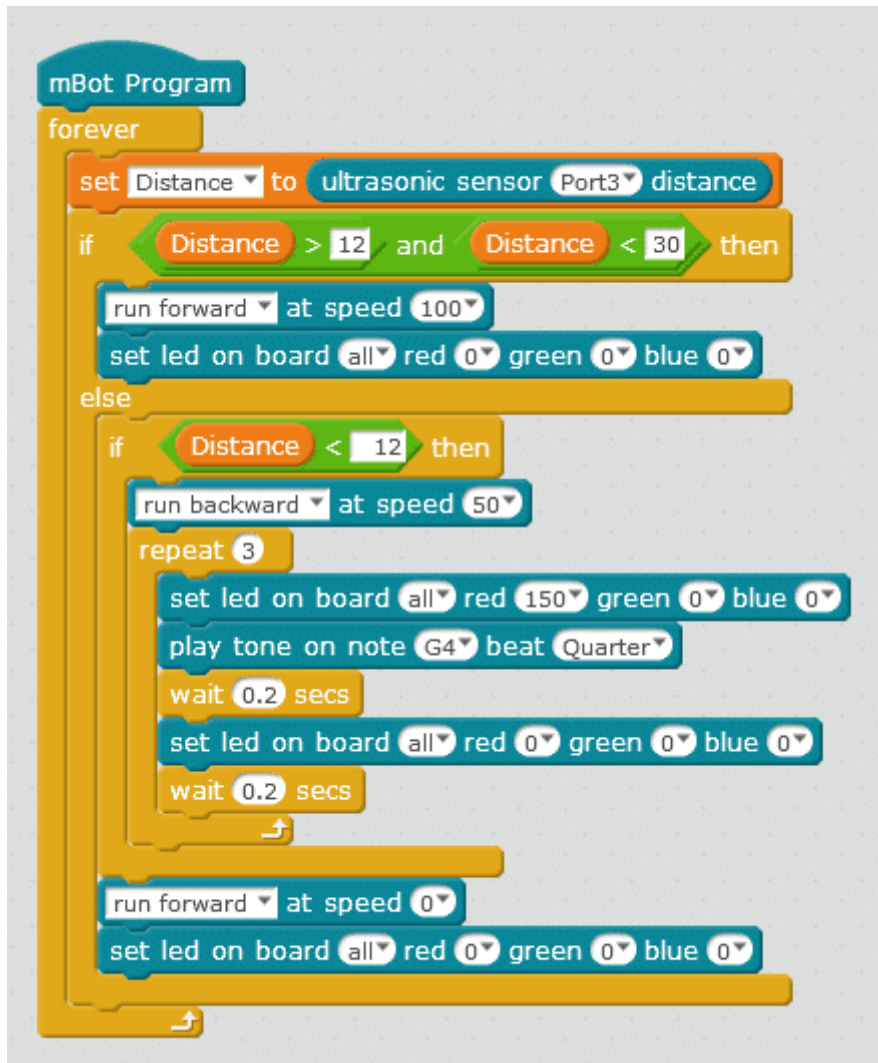 mBot Program
forever
set Distance to ultrasonic sensor Port3 distance
if Distance > 12 and Distance < 30 then
run forward at speed 100
set led on board all red 0 green 0 blue 0
else
if Distance < 12 then
run backward at speed 50
repeat 3
set led on board all red 150 green 0 blue 0
play tone on note G4 beat Quarter
wait 0.2 secs
set led on board all red 0 green 0 blue 0
wait 0.2 secs
run forward at speed 0
set led on board all red 0 green 0 blue 0